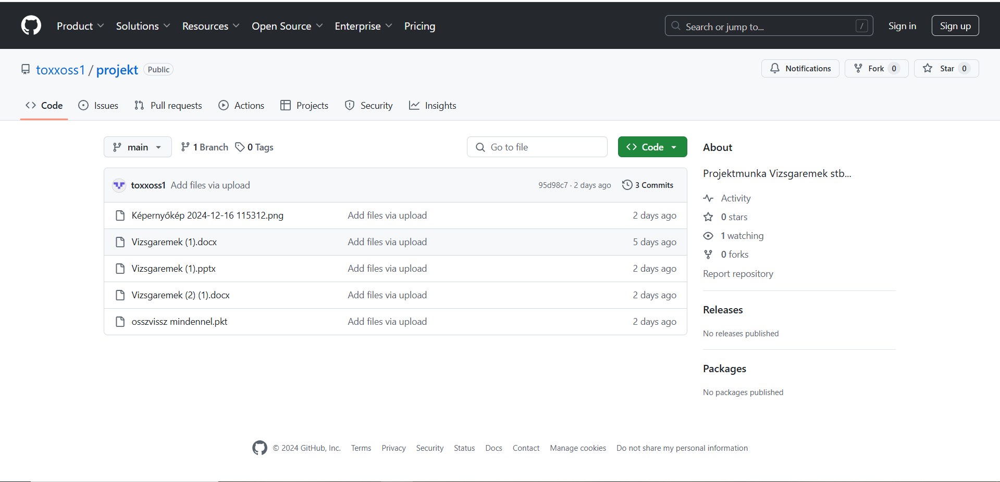 Product Solutions Resources Open Source Enterprise Pricing Search or jump to... / Sign in Sign up
toxxoss1 / projekt Public Notifications Fork 0 Star 0
Code Issues Pull requests Actions Projects Security Insights
main 1 Branch 0 Tags Go to file Code
toxxoss1 Add files via upload 95d98c7 · 2 days ago 3 Commits
Képernyőkép 2024-12-16 115312.png Add files via upload 2 days ago
Vizsgaremek (1).docx Add files via upload 5 days ago
Vizsgaremek (1).pptx Add files via upload 2 days ago
Vizsgaremek (2) (1).docx Add files via upload 2 days ago
osszvissz mindennel.pkt Add files via upload 2 days ago
About
Projektmunka Vizsgaremek stb...
Activity
0 stars
1 watching
0 forks
Report repository
Releases
No releases published
Packages
No packages published
© 2024 GitHub, Inc. Terms Privacy Security Status Docs Contact Manage cookies Do not share my personal information